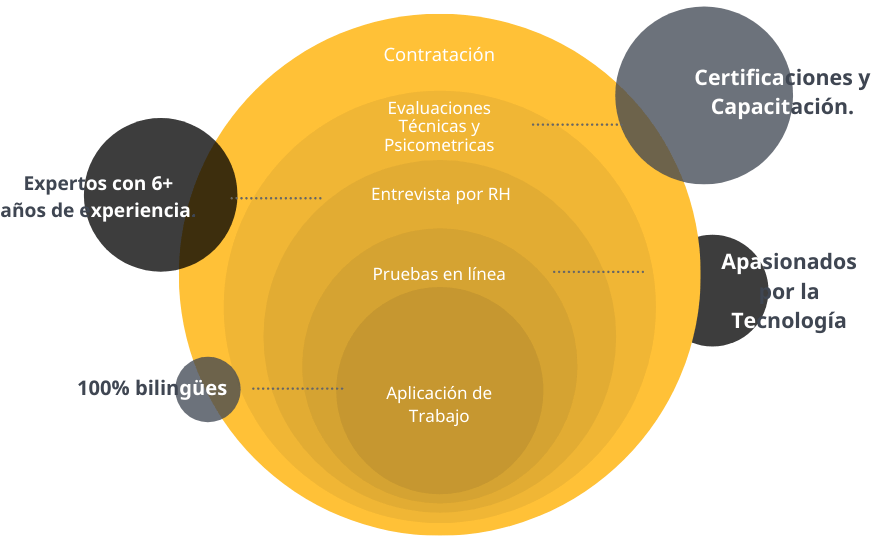 Contratación
Evaluaciones
Técnicas y
Psicometricas
Entrevista por RH
Pruebas en línea
Aplicación de
Trabajo
Certificaciones y
Capacitación.
Expertos con 6+
años de experiencia.
Apasionados
por la
Tecnología
100% bilingües